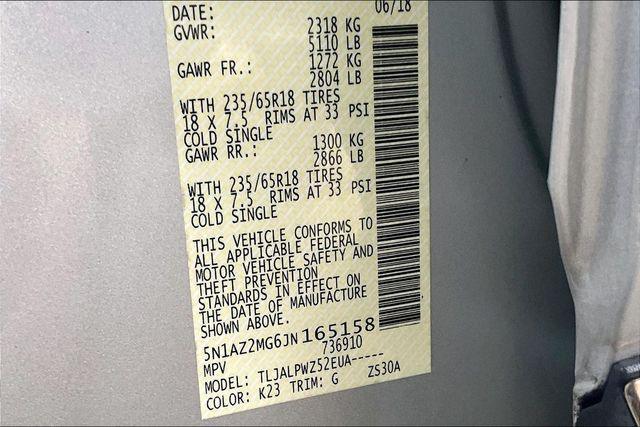 DATE: 06/18
GVWR: 2318 KG
5110 LB
GAWR FR.: 1272 KG
2804 LB
WITH 235/65R18 TIRES
18 X 7.5 RIMS AT 33 PSI
COLD SINGLE
GAWR RR.: 1300 KG
2866 LB
WITH 235/65R18 TIRES
18 X 7.5 RIMS AT 33 PSI
COLD SINGLE
THIS VEHICLE CONFORMS TO
ALL APPLICABLE FEDERAL
MOTOR VEHICLE SAFETY AND
THEFT PREVENTION
STANDARDS IN EFFECT ON
THE DATE OF MANUFACTURE
SHOWN ABOVE.
5N1AZ2MG6JN165158
MPV 736910
MODEL: TLJALPWZ52EUA-----
COLOR: K23 TRIM: G ZS30A